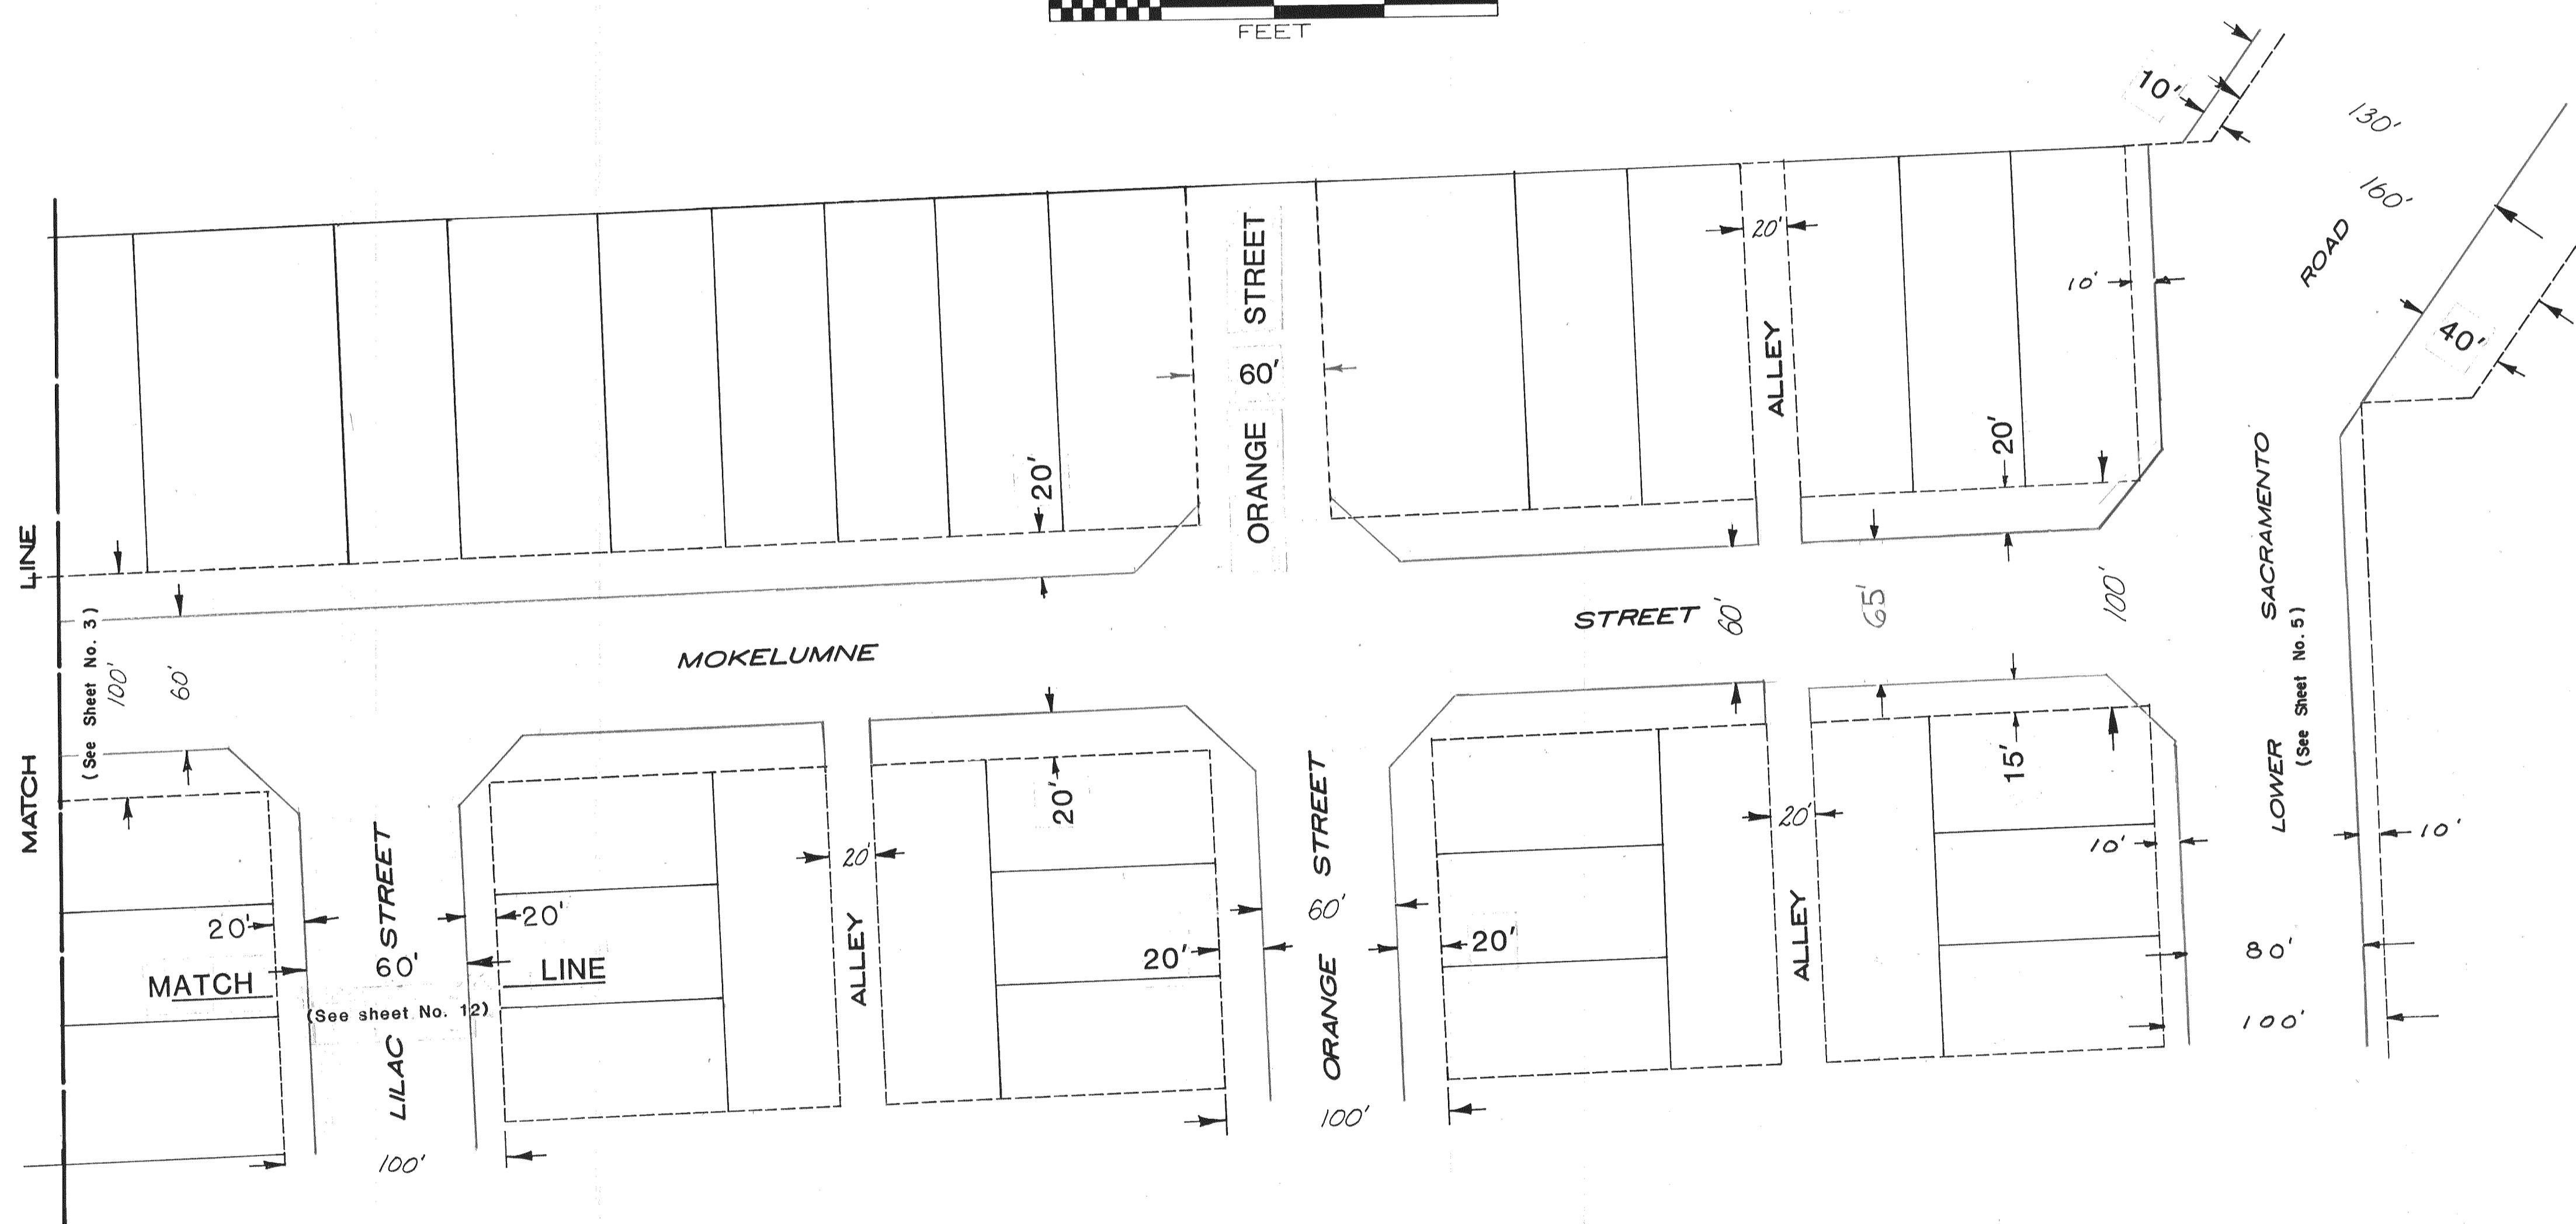 FEET
10'
130'
160'
ROAD
40'
20'
10'
STREET
60'
ORANGE
ALLEY
20'
20'
LINE
MATCH
(See Sheet No. 3)
100'
60'
MOKELUMNE
STREET
60'
65'
100'
SACRAMENTO
LOWER
(See Sheet No. 5)
15'
20'
20'
20'
10'
10'
STREET
LILAC
60'
20'
20'
MATCH
LINE
(See sheet No. 12)
ALLEY
20'
STREET
60'
ORANGE
20'
ALLEY
80'
100'
100'
100'